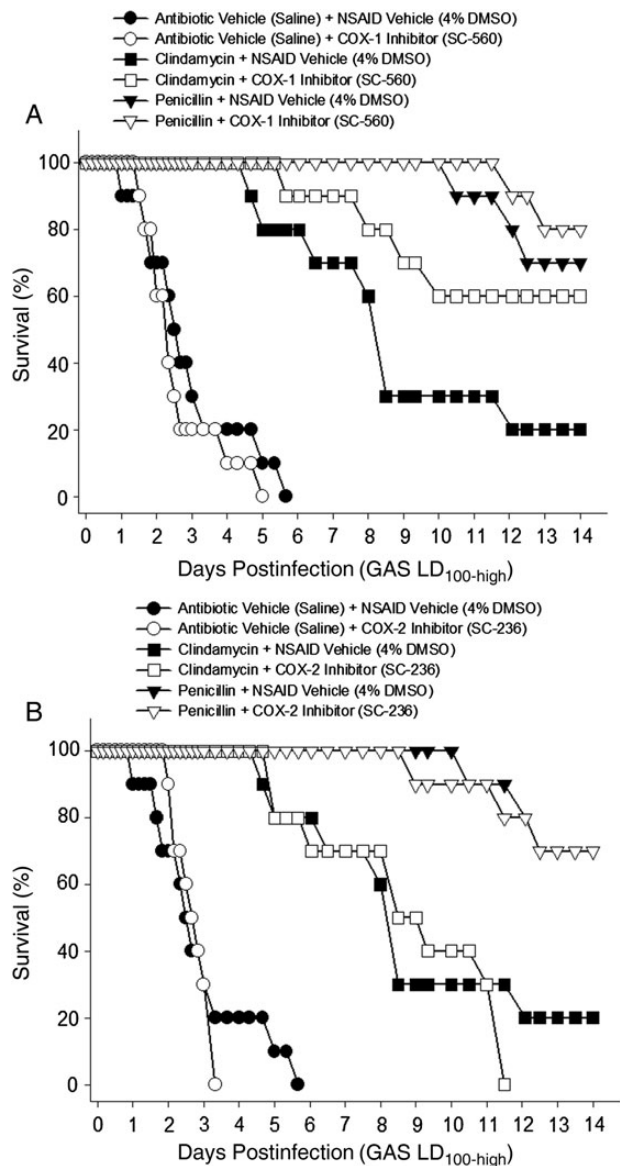 Antibiotic Vehicle (Saline) + NSAID Vehicle (4% DMSO)
Antibiotic Vehicle (Saline) + COX-1 Inhibitor (SC-560)
Clindamycin + NSAID Vehicle (4% DMSO)
Clindamycin + COX-1 Inhibitor (SC-560)
Penicillin + NSAID Vehicle (4% DMSO)
Penicillin + COX-1 Inhibitor (SC-560)
A
100
80
60
40
20
0
Survival (%)
0 1 2 3 4 5 6 7 8 9 10 11 12 13 14
Days Postinfection (GAS LD100-high)
Antibiotic Vehicle (Saline) + NSAID Vehicle (4% DMSO)
Antibiotic Vehicle (Saline) + COX-2 Inhibitor (SC-236)
Clindamycin + NSAID Vehicle (4% DMSO)
Clindamycin + COX-2 Inhibitor (SC-236)
Penicillin + NSAID Vehicle (4% DMSO)
Penicillin + COX-2 Inhibitor (SC-236)
B
100
80
60
40
20
0
Survival (%)
0 1 2 3 4 5 6 7 8 9 10 11 12 13 14
Days Postinfection (GAS LD100-high)